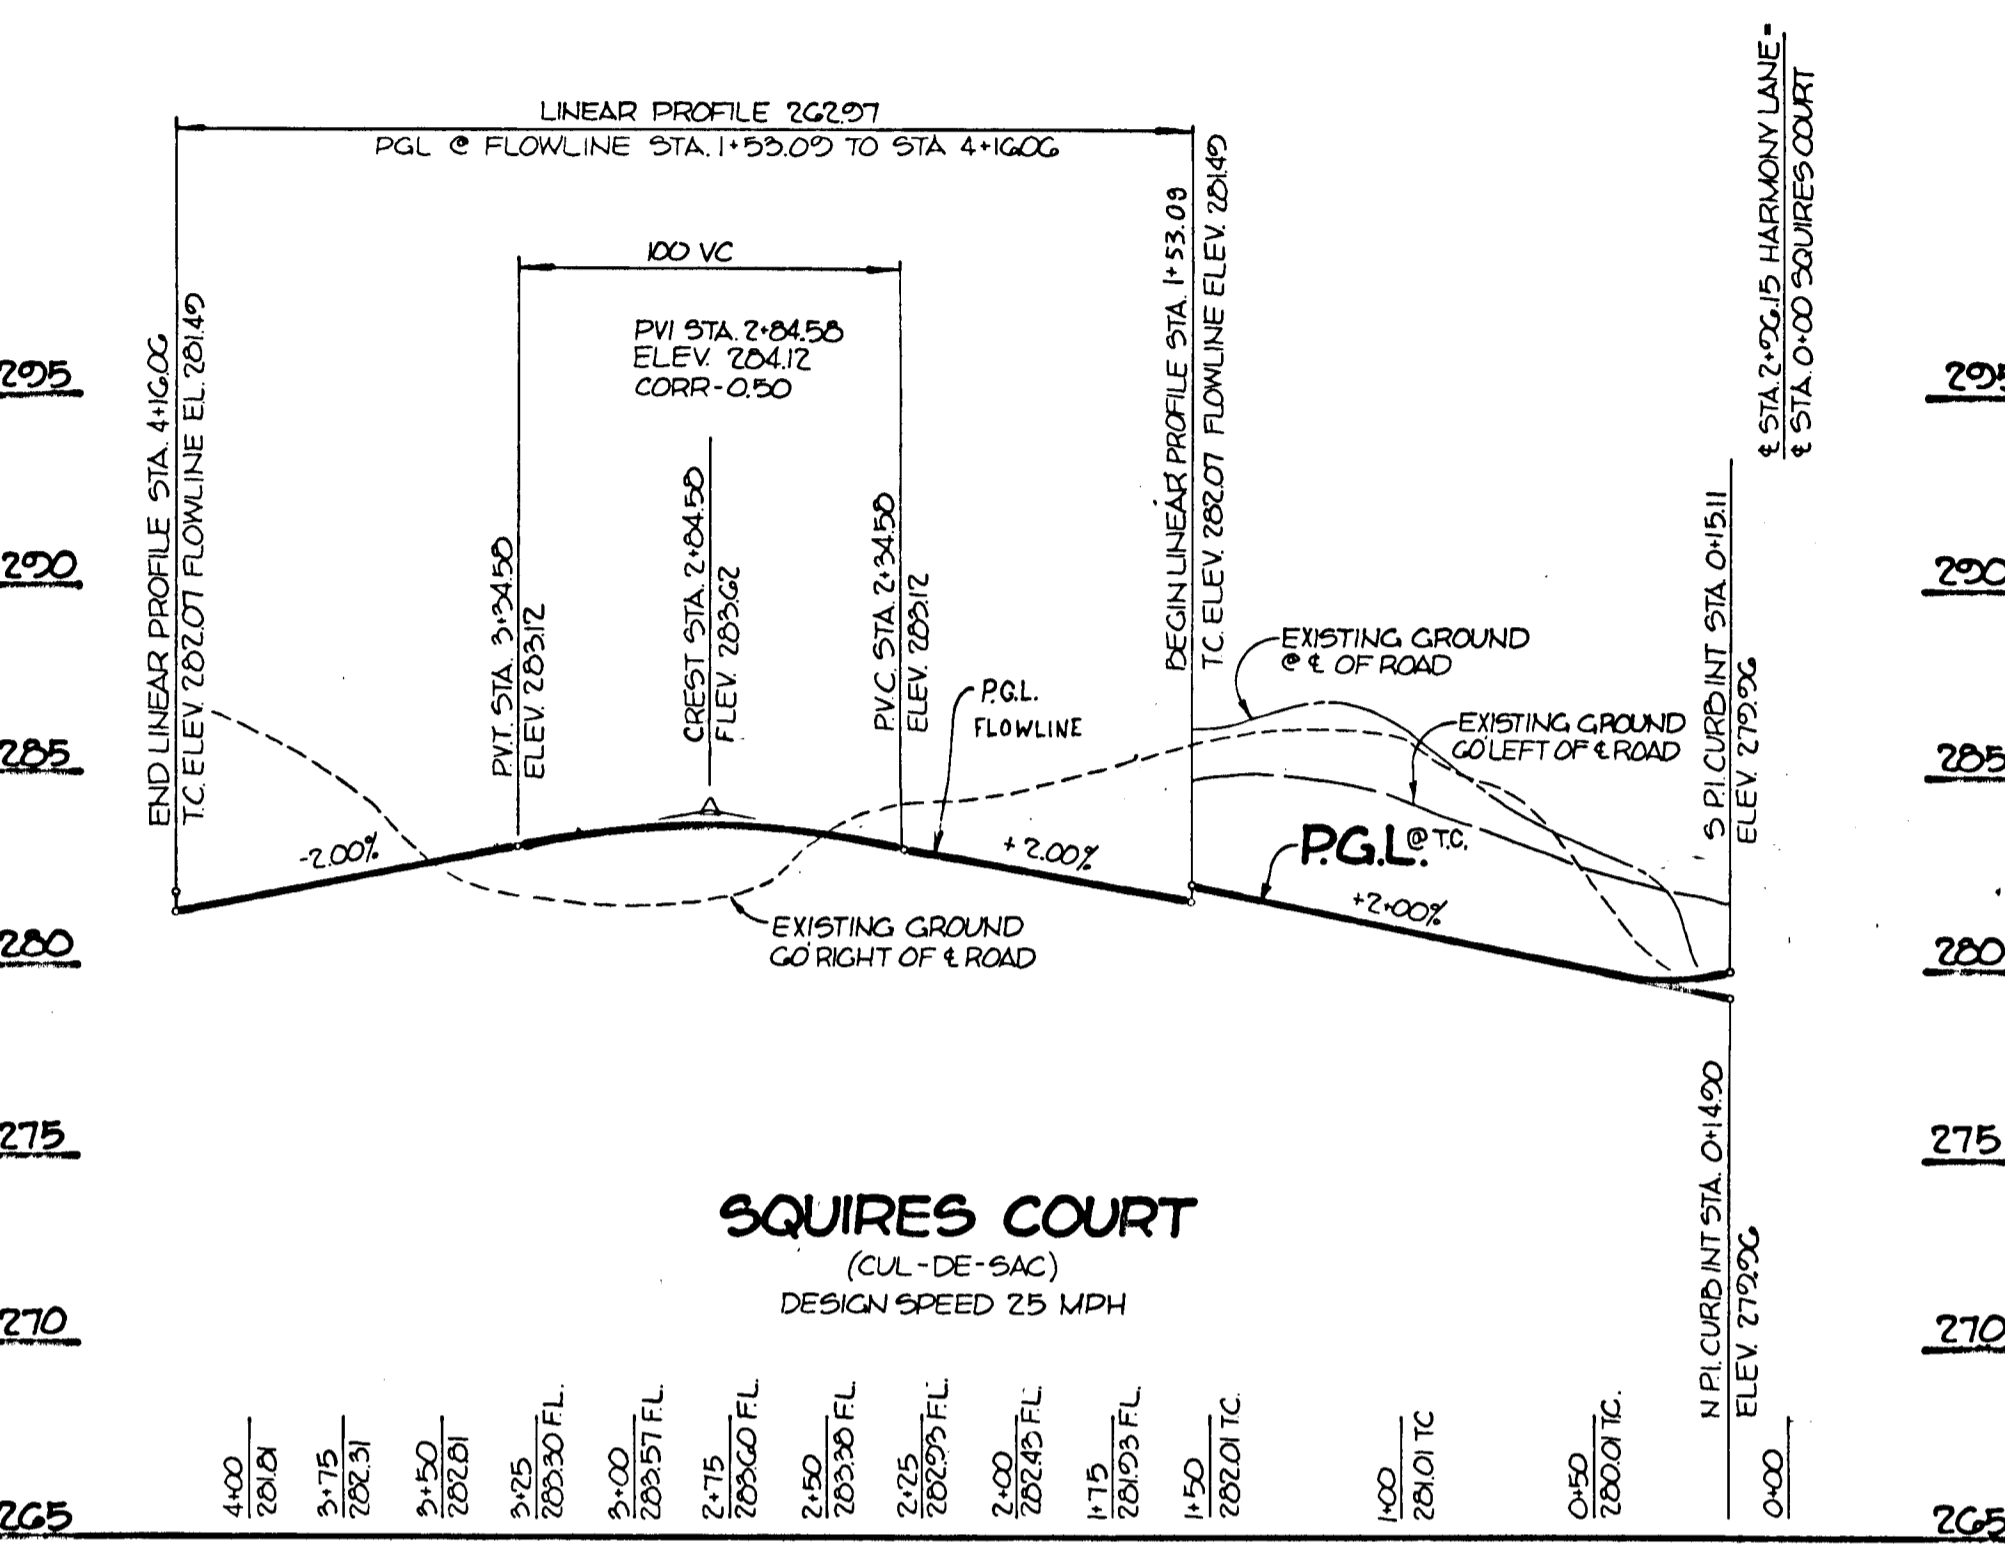 LINEAR PROFILE 262.97
PGL @ FLOWLINE STA. 1+53.09 TO STA 4+16.06
100 VC
PVI STA. 2+84.58
ELEV. 284.12
CORR-0.50
END LINEAR PROFILE STA. 4+16.06
T.C. ELEV. 282.07 FLOWLINE EL. 281.49
P.V.T. STA. 3+34.58
ELEV. 283.12
CREST STA. 2+84.58
ELEV. 283.62
P.V.C. STA. 2+34.58
ELEV. 283.12
BEGIN LINEAR PROFILE STA. 1+53.09
T.C. ELEV. 282.07 FLOWLINE ELEV. 281.49
℄ STA. 2+96.15 HARMONY LANE =
℄ STA. 0+00 SQUIRES COURT
S P.I. CURB INT STA 0+15.11
ELEV. 279.96
N P.I. CURB INT STA. 0+14.90
ELEV. 279.96
P.G.L.
FLOWLINE
EXISTING GROUND
@ ℄ OF ROAD
EXISTING GROUND
60' LEFT OF ℄ ROAD
EXISTING GROUND
60' RIGHT OF ℄ ROAD
P.G.L. @ T.C.
-2.00%
+2.00%
+2.00%
295
290
285
280
275
270
265
295
290
285
280
275
270
265
SQUIRES COURT
(CUL-DE-SAC)
DESIGN SPEED 25 MPH
4+00
281.81
3+75
282.31
3+50
282.81
3+25
283.30 F.L.
3+00
283.57 F.L.
2+75
283.60 F.L.
2+50
283.38 F.L.
2+25
282.93 F.L.
2+00
282.43 F.L.
1+75
281.93 F.L.
1+50
282.01 T.C.
1+00
281.01 TC
0+50
280.01 T.C.
0+00